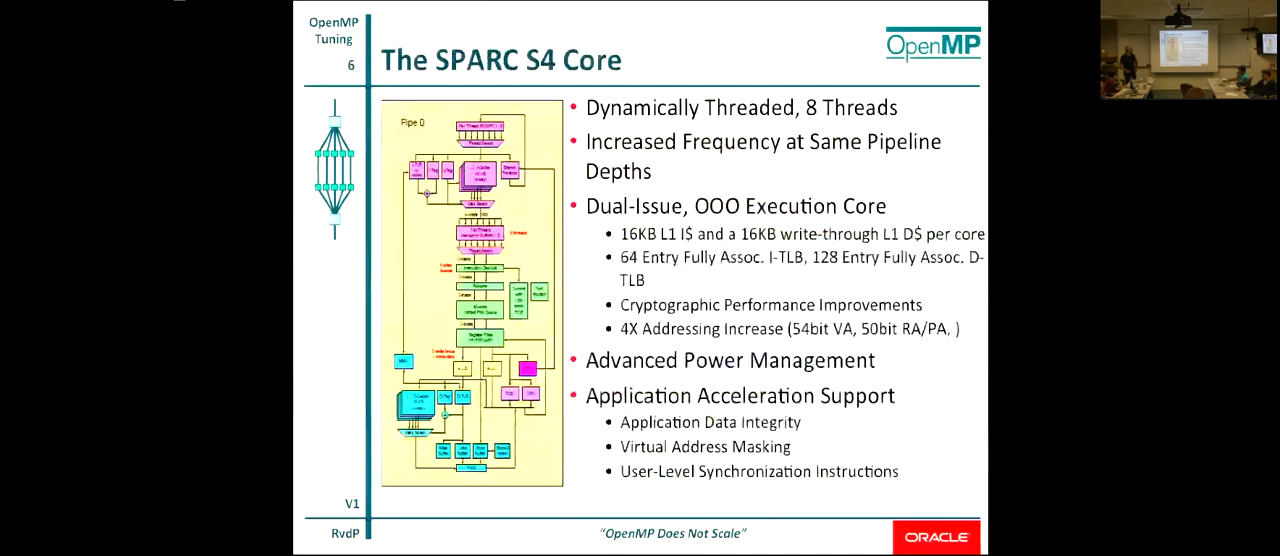 OpenMP
Tuning
6
The SPARC S4 Core
OpenMP
Pipe 0
• Dynamically Threaded, 8 Threads
• Increased Frequency at Same Pipeline
Depths
• Dual-Issue, OOO Execution Core
• 16KB L1 I$ and a 16KB write-through L1 D$ per core
• 64 Entry Fully Assoc. I-TLB, 128 Entry Fully Assoc. D-
TLB
• Cryptographic Performance Improvements
• 4X Addressing Increase (54bit VA, 50bit RA/PA, )
• Advanced Power Management
• Application Acceleration Support
• Application Data Integrity
• Virtual Address Masking
• User-Level Synchronization Instructions
V1
RvdP
“OpenMP Does Not Scale”
ORACLE